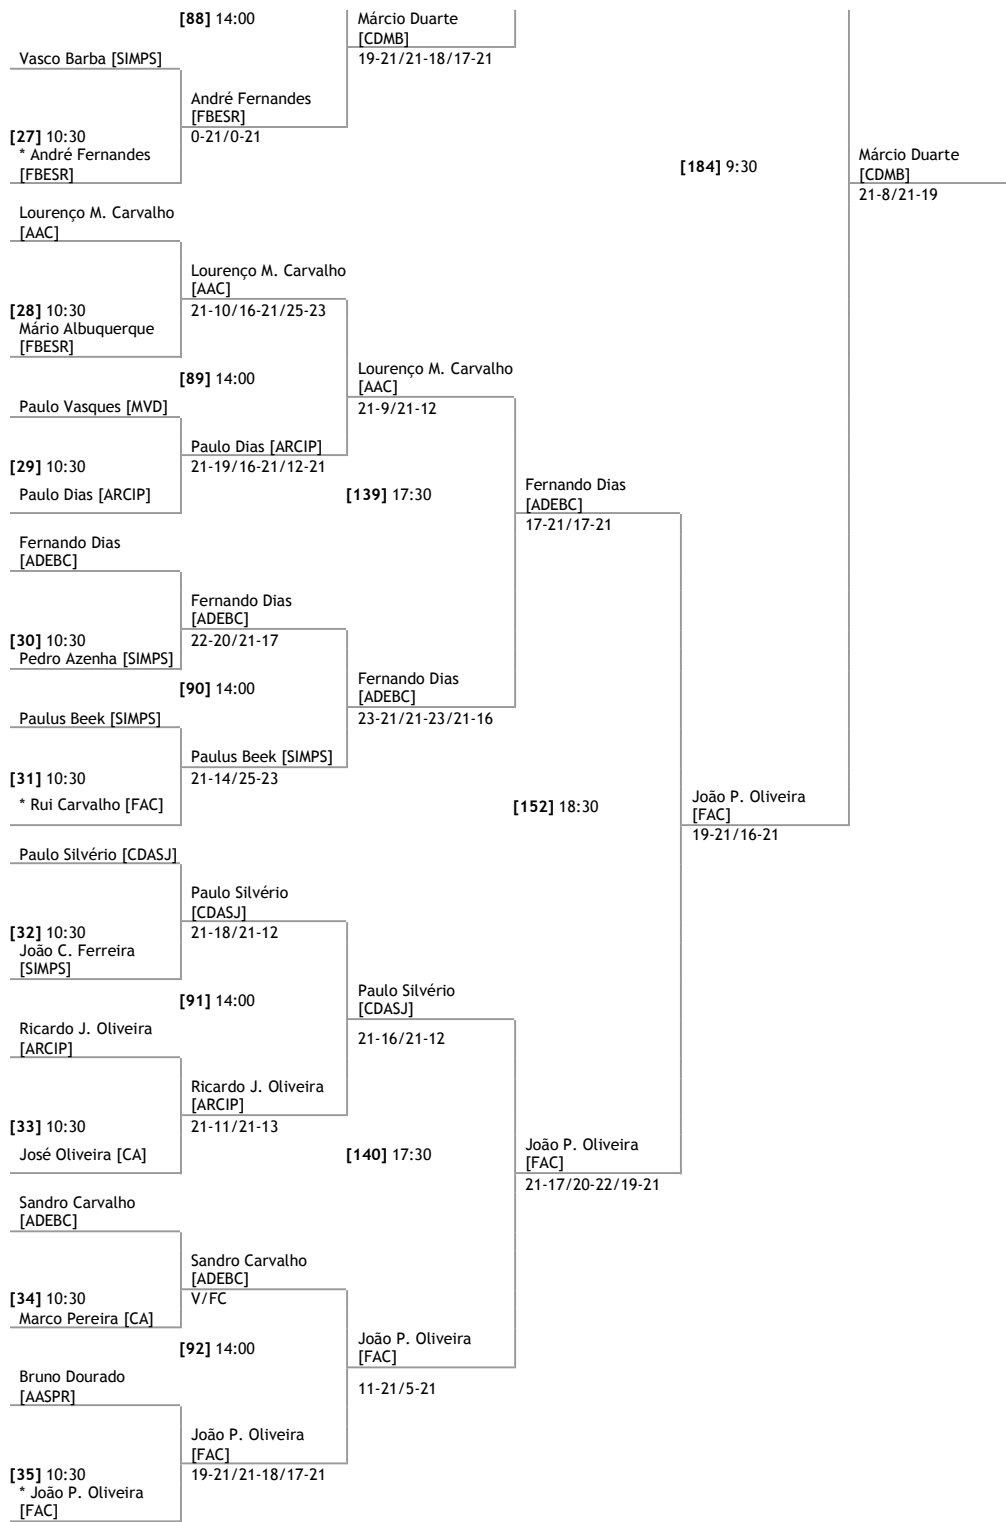 [88] 14:00
Márcio Duarte
[CDMB]
19-21/21-18/17-21
Vasco Barba [SIMPS]
André Fernandes
[FBESR]
0-21/0-21
[27] 10:30
* André Fernandes
[FBESR]
[184] 9:30
Márcio Duarte
[CDMB]
21-8/21-19
Lourenço M. Carvalho
[AAC]
Lourenço M. Carvalho
[AAC]
21-10/16-21/25-23
[28] 10:30
Mário Albuquerque
[FBESR]
[89] 14:00
Lourenço M. Carvalho
[AAC]
21-9/21-12
Paulo Vasques [MVD]
Paulo Dias [ARCIP]
21-19/16-21/12-21
[29] 10:30
Paulo Dias [ARCIP]
[139] 17:30
Fernando Dias
[ADEBC]
17-21/17-21
Fernando Dias
[ADEBC]
Fernando Dias
[ADEBC]
22-20/21-17
[30] 10:30
Pedro Azenha [SIMPS]
[90] 14:00
Fernando Dias
[ADEBC]
23-21/21-23/21-16
Paulus Beek [SIMPS]
Paulus Beek [SIMPS]
21-14/25-23
[31] 10:30
* Rui Carvalho [FAC]
[152] 18:30
João P. Oliveira
[FAC]
19-21/16-21
Paulo Silvério [CDASJ]
Paulo Silvério
[CDASJ]
21-18/21-12
[32] 10:30
João C. Ferreira
[SIMPS]
[91] 14:00
Paulo Silvério
[CDASJ]
21-16/21-12
Ricardo J. Oliveira
[ARCIP]
Ricardo J. Oliveira
[ARCIP]
21-11/21-13
[33] 10:30
José Oliveira [CA]
[140] 17:30
João P. Oliveira
[FAC]
21-17/20-22/19-21
Sandro Carvalho
[ADEBC]
Sandro Carvalho
[ADEBC]
V/FC
[34] 10:30
Marco Pereira [CA]
[92] 14:00
João P. Oliveira
[FAC]
11-21/5-21
Bruno Dourado
[AASPR]
João P. Oliveira
[FAC]
19-21/21-18/17-21
[35] 10:30
* João P. Oliveira
[FAC]